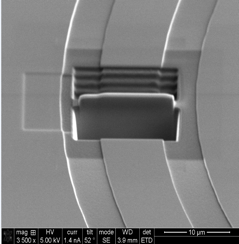 mag ⊞ HV curr tilt mode WD det
3 500 x 5.00 kV 1.4 nA 52 ° SE 3.9 mm ETD
10 µm